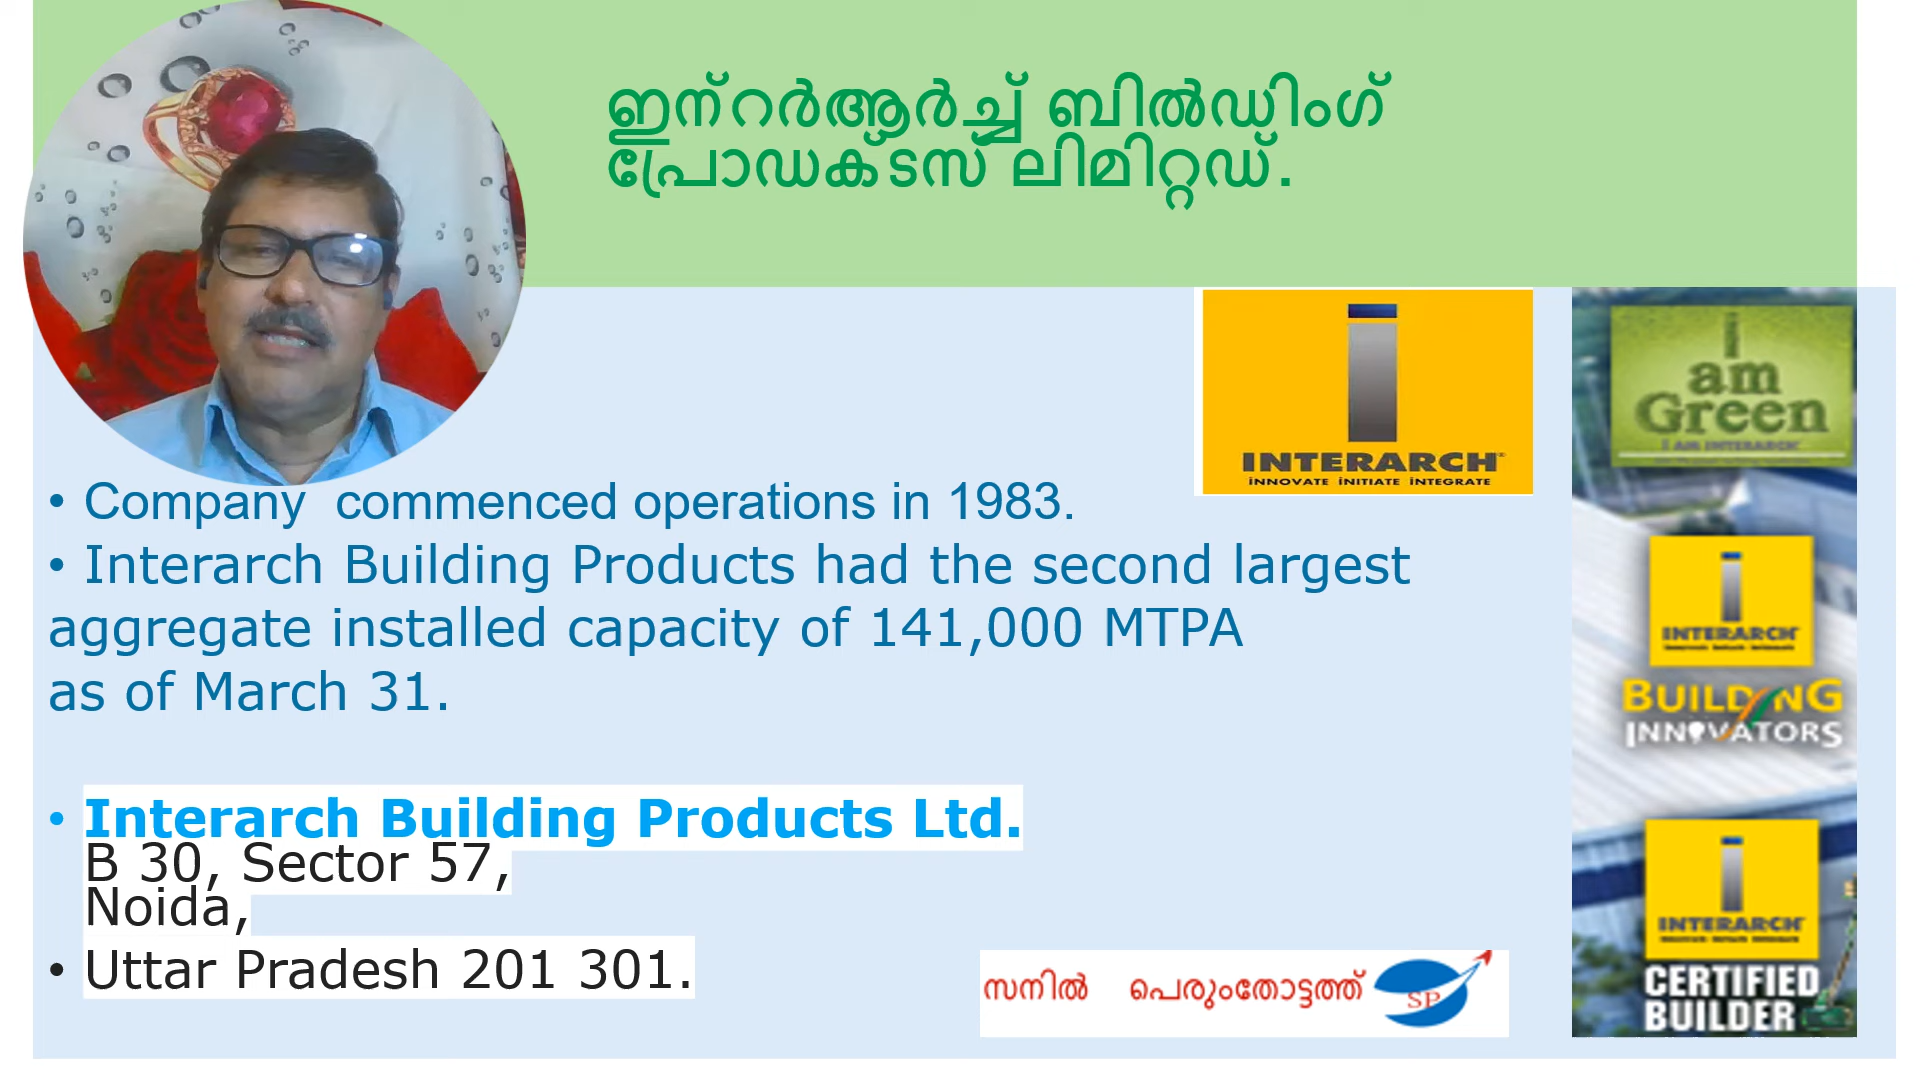 ഇന്റർആർച്ച് ബിൽഡിംഗ്
പ്രോഡക്ടസ് ലിമിറ്റഡ്.
INTERARCH
iNNOVATE iNiTIATE iNTEGRATE
i
am
Green
I AM INTERARCH
• Company commenced operations in 1983.
• Interarch Building Products had the second largest
aggregate installed capacity of 141,000 MTPA
as of March 31.
INTERARCH
BUILDING
INNOVATORS
• Interarch Building Products Ltd.
B 30, Sector 57,
Noida,
• Uttar Pradesh 201 301.
INTERARCH
CERTIFIED
BUILDER
സനിൽ പെരുംതോട്ടത്ത്
SP